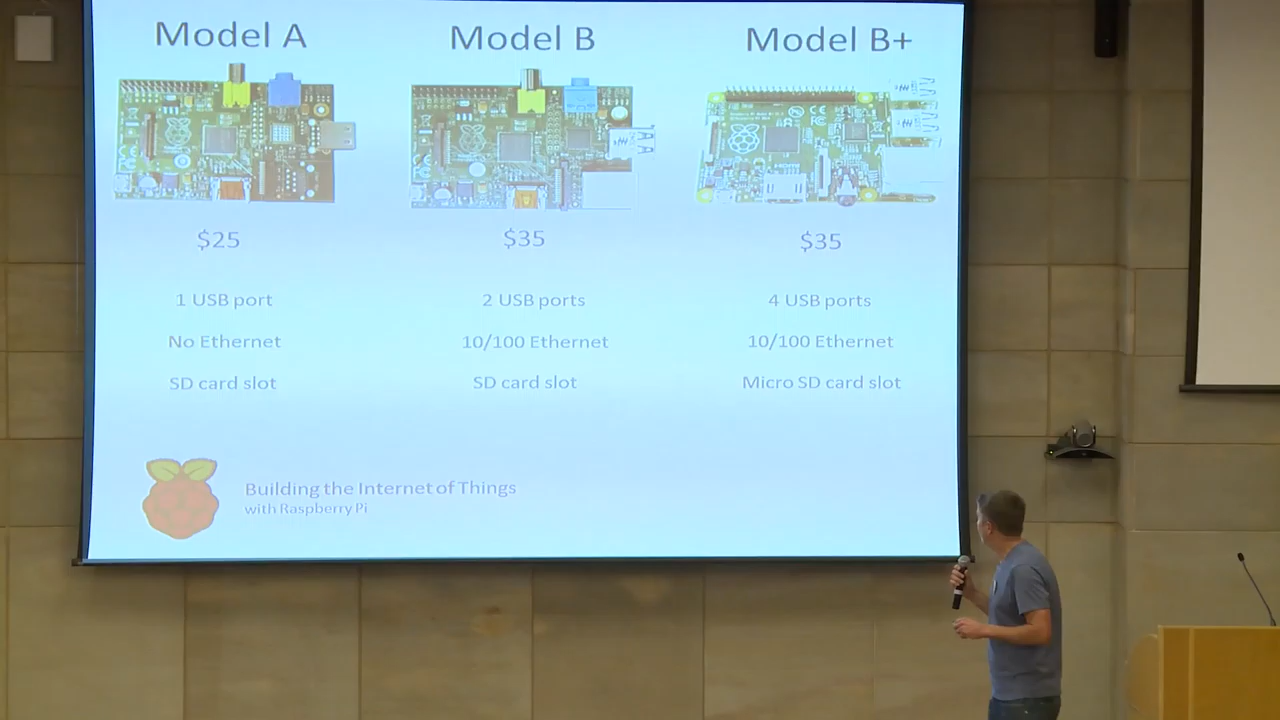 Model A Model B Model B+
$25 $35 $35
1 USB port 2 USB ports 4 USB ports
No Ethernet 10/100 Ethernet 10/100 Ethernet
SD card slot SD card slot Micro SD card slot
Building the Internet of Things
with Raspberry Pi